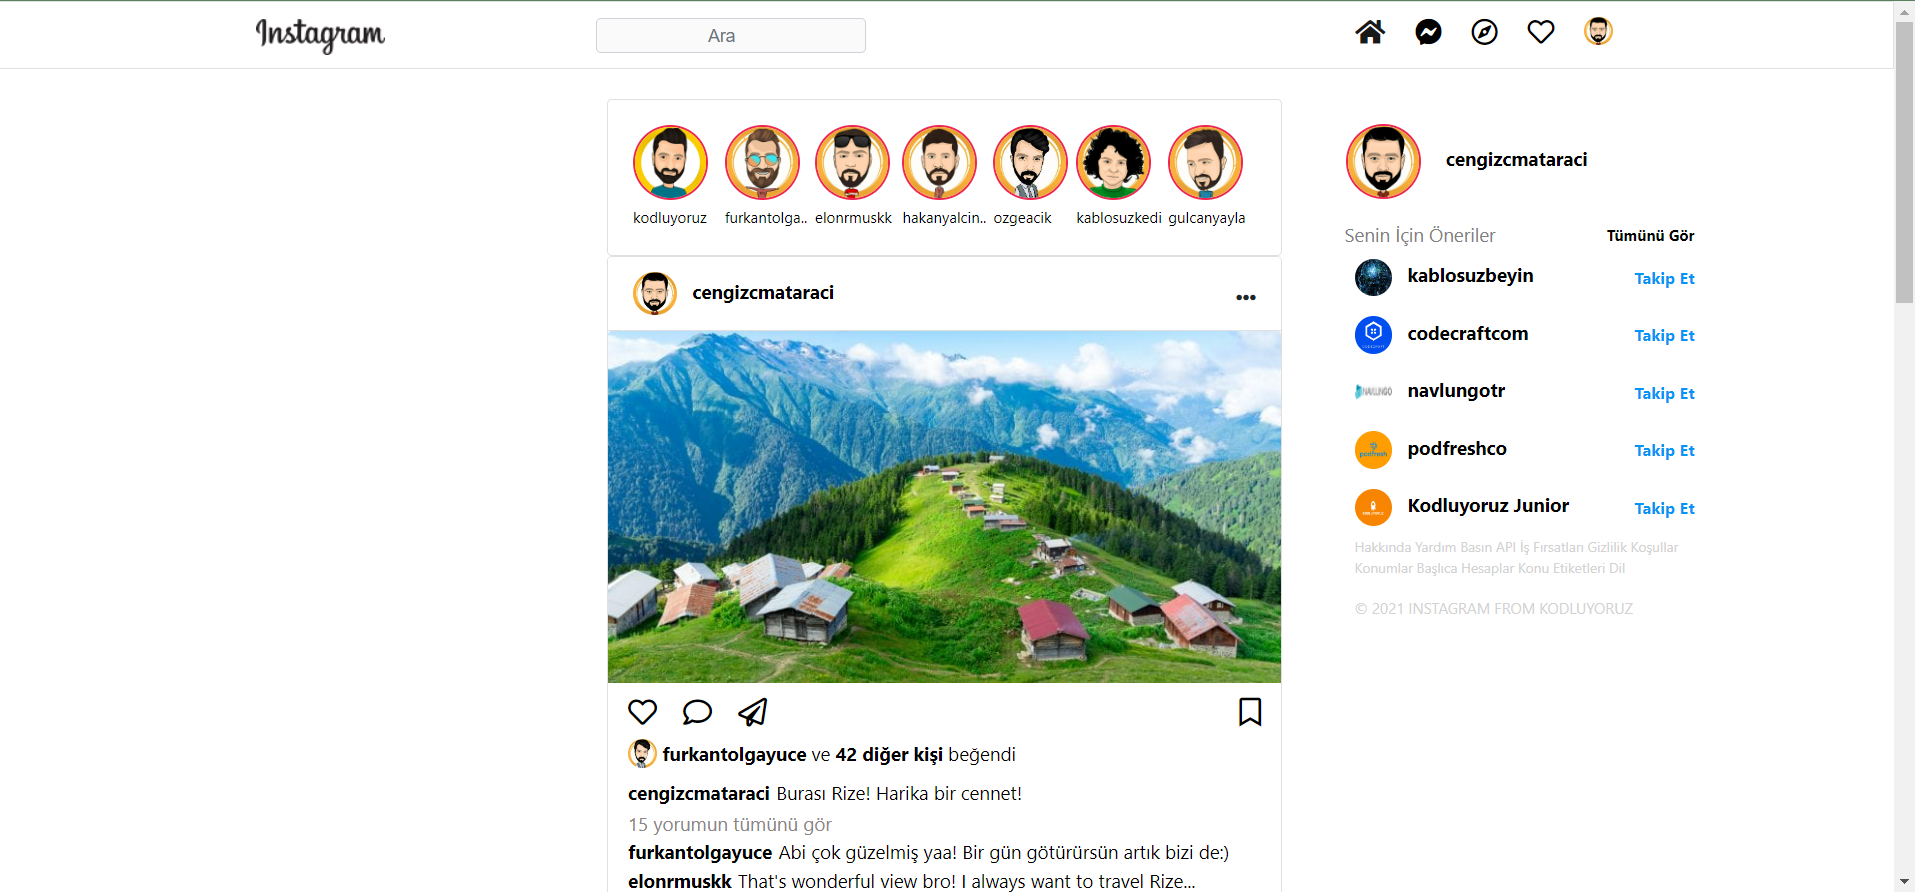 Instagram
Ara
kodluyoruz
furkantolga..
elonrmuskk
hakanyalcin..
ozgeacik
kablosuzkedi
gulcanyayla
cengizcmataraci
•••
furkantolgayuce ve 42 diğer kişi beğendi
cengizcmataraci Burası Rize! Harika bir cennet!
15 yorumun tümünü gör
furkantolgayuce Abi çok güzelmiş yaa! Bir gün götürürsün artık bizi de:)
elonrmuskk That's wonderful view bro! I always want to travel Rize...
cengizcmataraci
Senin İçin Öneriler Tümünü Gör
kablosuzbeyin Takip Et
codecraftcom Takip Et
NAVLUNGO
navlungotr Takip Et
podfresh
podfreshco Takip Et
Kodluyoruz Junior Takip Et
Hakkında Yardım Basın API İş Fırsatları Gizlilik Koşullar
Konumlar Başlıca Hesaplar Konu Etiketleri Dil
© 2021 INSTAGRAM FROM KODLUYORUZ